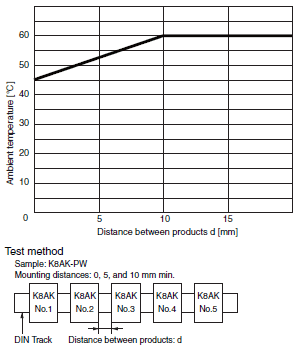 60
50
40
30
20
10
0
5
10
15
Ambient temperature [°C]
Distance between products d [mm]
Test method
Sample: K8AK-PW
Mounting distances: 0, 5, and 10 mm min.
K8AK No.1
K8AK No.2
K8AK No.3
K8AK No.4
K8AK No.5
DIN Track
Distance between products: d